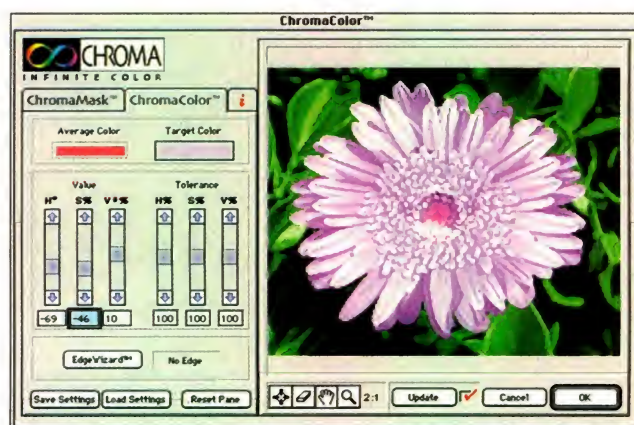 ChromaColor™
CHROMA
INFINITE COLOR
ChromaMask™ ChromaColor™ i
Average Color Target Color
Value Tolerance
H° S% V*% H% S% V%
-69 -46 10 100 100 100
EdgeWizard™ No Edge
Save Settings Load Settings Reset Pane
2:1 Update Cancel OK